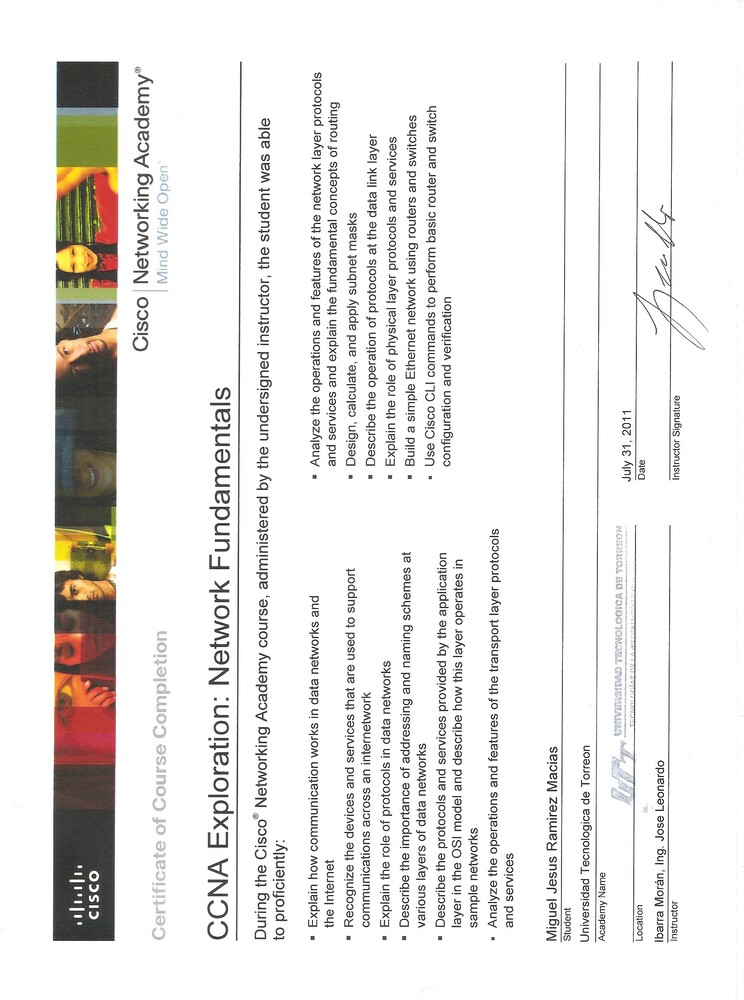 CISCO
Cisco Networking Academy®
Mind Wide Open
Certificate of Course Completion
CCNA Exploration: Network Fundamentals
During the Cisco® Networking Academy course, administered by the undersigned instructor, the student was able
to proficiently:
▪ Explain how communication works in data networks and
the Internet
▪ Recognize the devices and services that are used to support
communications across an internetwork
▪ Explain the role of protocols in data networks
▪ Describe the importance of addressing and naming schemes at
various layers of data networks
▪ Describe the protocols and services provided by the application
layer in the OSI model and describe how this layer operates in
sample networks
▪ Analyze the operations and features of the transport layer protocols
and services
▪ Analyze the operations and features of the network layer protocols
and services and explain the fundamental concepts of routing
▪ Design, calculate, and apply subnet masks
▪ Describe the operation of protocols at the data link layer
▪ Explain the role of physical layer protocols and services
▪ Build a simple Ethernet network using routers and switches
▪ Use Cisco CLI commands to perform basic router and switch
configuration and verification
Miguel Jesus Ramirez Macias
Student
Universidad Tecnologica de Torreon
Academy Name
UTT UNIVERSIDAD TECNOLOGICA DE TORREON
TECNOLOGÍAS DE LA
Location
July 31, 2011
Date
Ibarra Morán, Ing. Jose Leonardo
Instructor
Instructor Signature